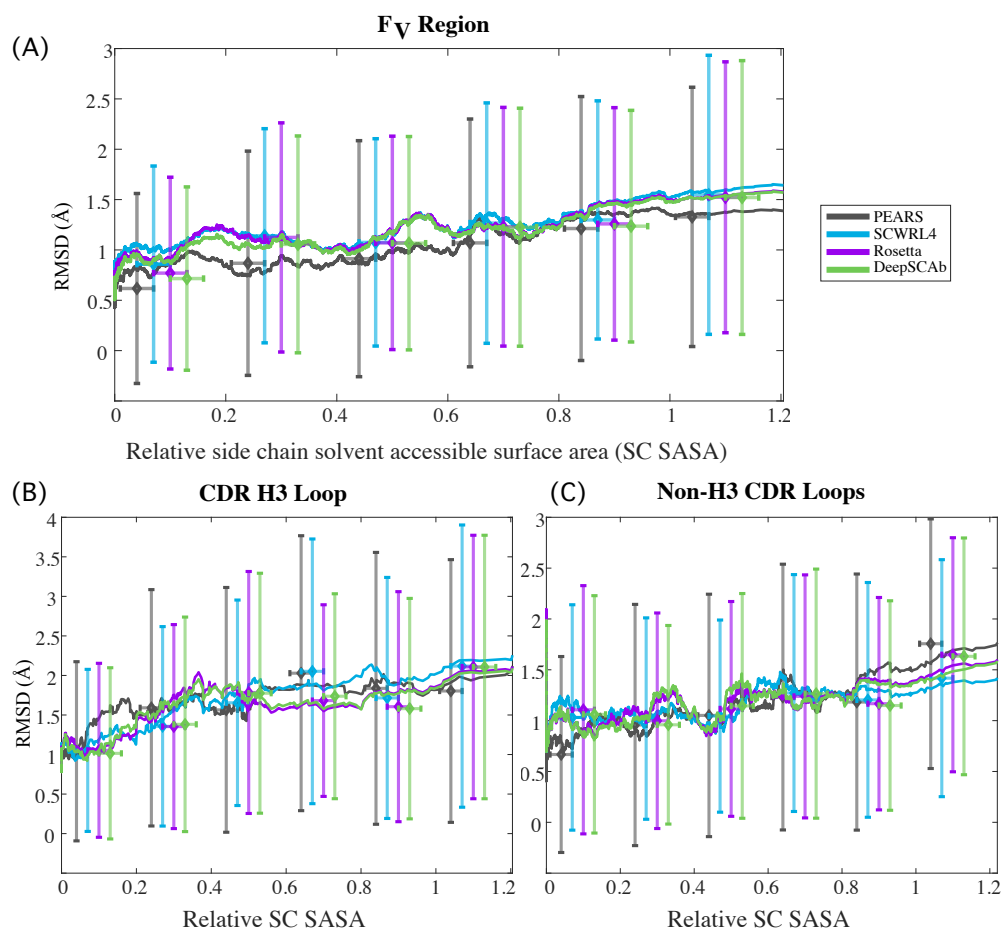 F_V Region
(A)
3
2.5
2
1.5
1
0.5
0
RMSD (Å)
0 0.2 0.4 0.6 0.8 1 1.2
Relative side chain solvent accessible surface area (SC SASA)
PEARS
SCWRL4
Rosetta
DeepSCAb
(B)
CDR H3 Loop
4
3.5
3
2.5
2
1.5
1
0.5
0
RMSD (Å)
0 0.2 0.4 0.6 0.8 1 1.2
Relative SC SASA
(C)
Non-H3 CDR Loops
3
2.5
2
1.5
1
0.5
0
0 0.2 0.4 0.6 0.8 1 1.2
Relative SC SASA